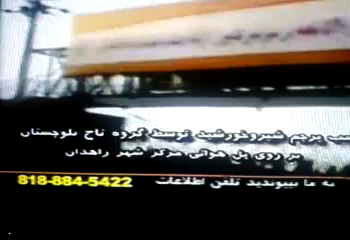 نصب پرچم شیروخورشید توسط گروه تاج بلوچستان
بر روی پل هوائی مرکز شهر زاهدان
به ما بپیوندید تلفن اطلاعات 818-884-5422